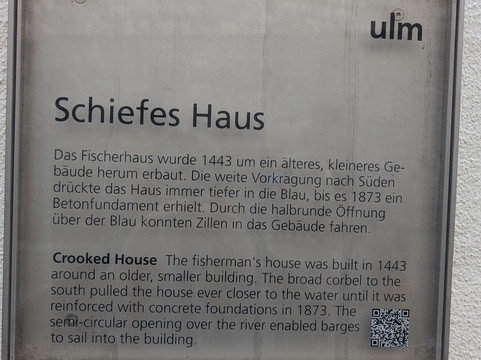 ulm
Schiefes Haus
Das Fischerhaus wurde 1443 um ein älteres, kleineres Ge-
bäude herum erbaut. Die weite Vorkragung nach Süden
drückte das Haus immer tiefer in die Blau, bis es 1873 ein
Betonfundament erhielt. Durch die halbrunde Öffnung
über der Blau konnten Zillen in das Gebäude fahren.
Crooked House The fisherman's house was built in 1443
around an older, smaller building. The broad corbel to the
south pulled the house ever closer to the water until it was
reinforced with concrete foundations in 1873. The
semi-circular opening over the river enabled barges
to sail into the building.